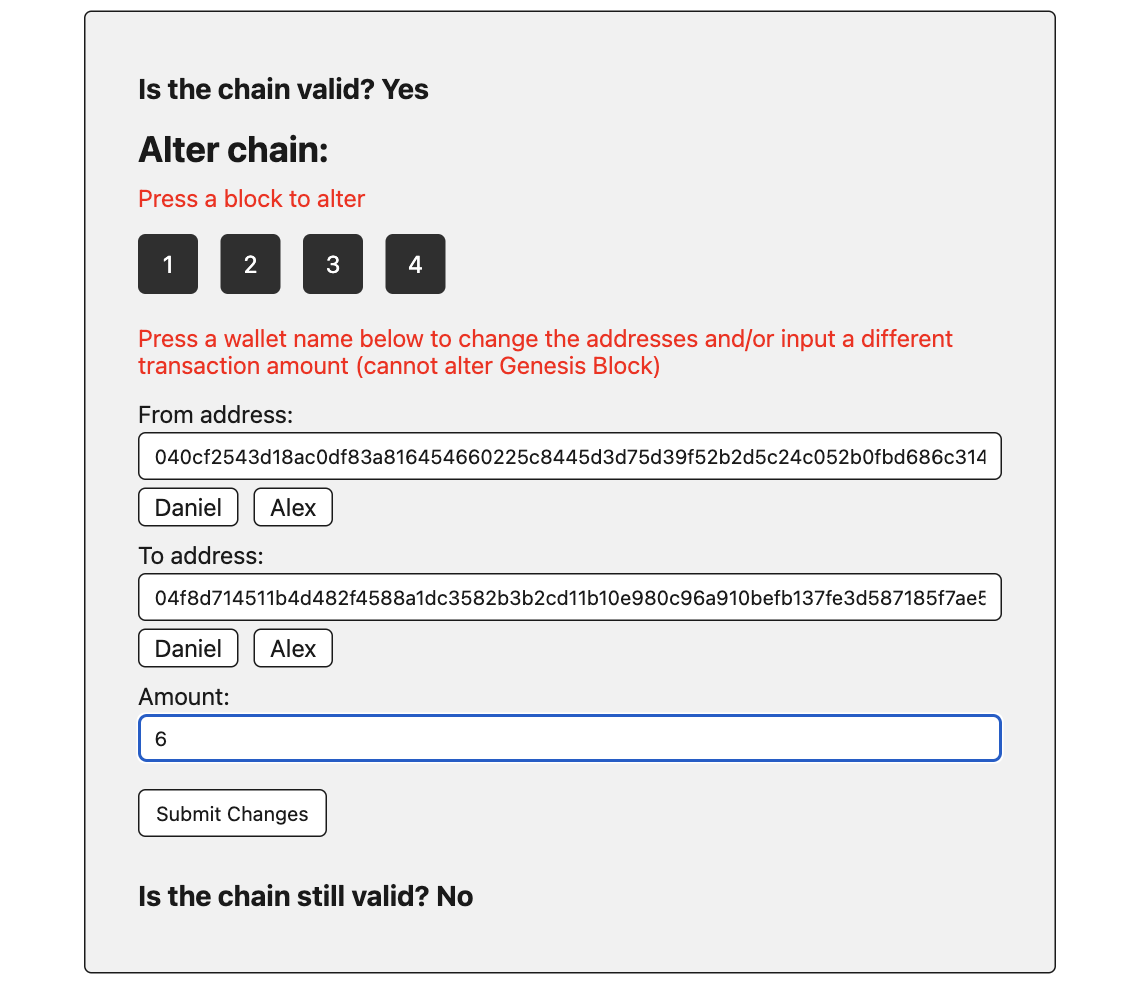 Is the chain valid? Yes
Alter chain:
Press a block to alter
1 2 3 4
Press a wallet name below to change the addresses and/or input a different
transaction amount (cannot alter Genesis Block)
From address:
040cf2543d18ac0df83a816454660225c8445d3d75d39f52b2d5c24c052b0fbd686c314
Daniel Alex
To address:
04f8d714511b4d482f4588a1dc3582b3b2cd11b10e980c96a910befb137fe3d587185f7ae5
Daniel Alex
Amount:
6
Submit Changes
Is the chain still valid? No